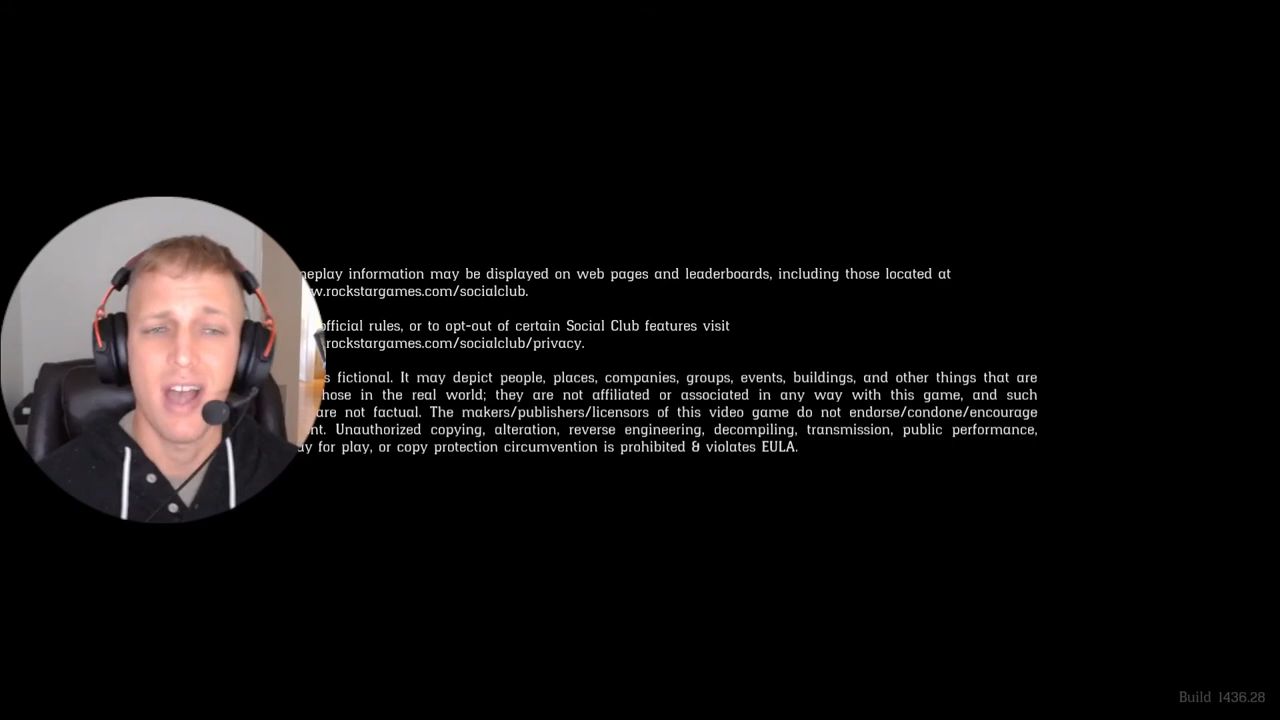 information may be displayed on web pages and leaderboards, including those located at
.rockstargames.com/socialclub.
official rules, or to opt-out of certain Social Club features visit
.rockstargames.com/socialclub/privacy.
fictional. It may depict people, places, companies, groups, events, buildings, and other things that are
in the real world; they are not affiliated or associated in any way with this game, and such
are not factual. The makers/publishers/licensors of this video game do not endorse/condone/encourage
Unauthorized copying, alteration, reverse engineering, decompiling, transmission, public performance,
for play, or copy protection circumvention is prohibited & violates EULA.
Build 1436.28